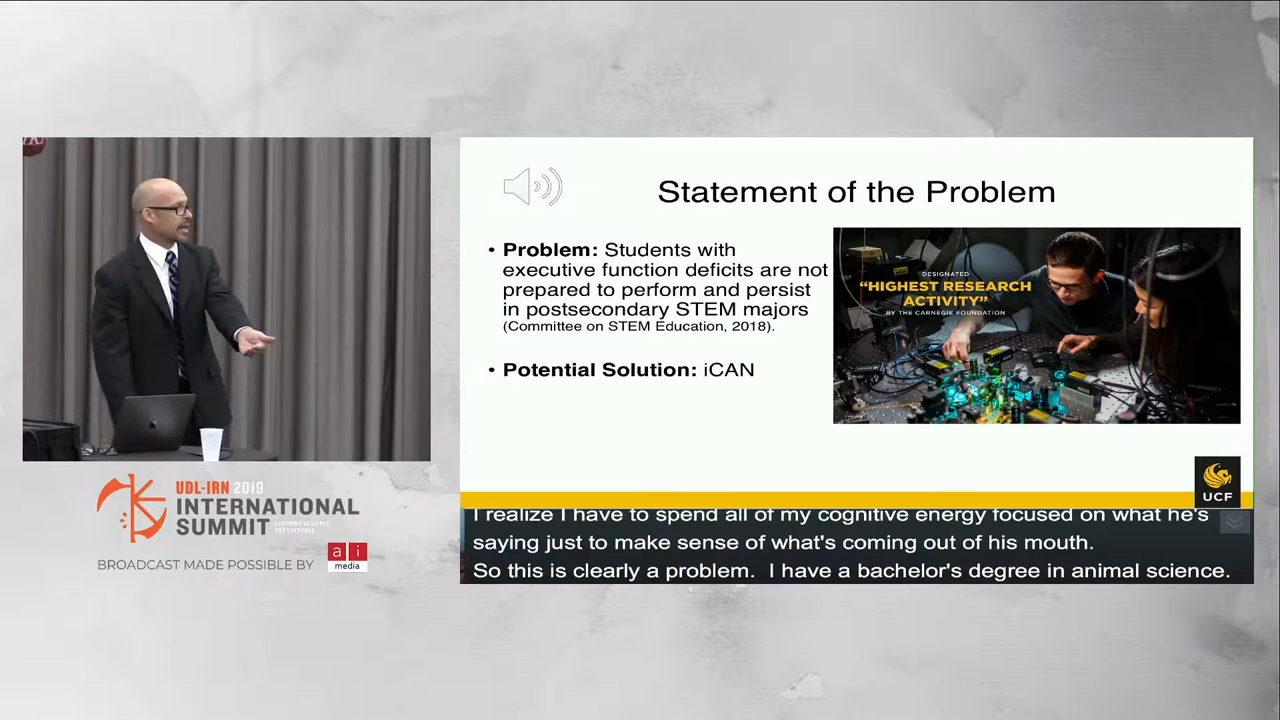 Statement of the Problem
• Problem: Students with
executive function deficits are not
prepared to perform and persist
in postsecondary STEM majors
(Committee on STEM Education, 2018).
• Potential Solution: iCAN
DESIGNATED
“HIGHEST RESEARCH
ACTIVITY”
BY THE CARNEGIE FOUNDATION
UCF
I realize I have to spend all of my cognitive energy focused on what he's
saying just to make sense of what's coming out of his mouth.
So this is clearly a problem.  I have a bachelor's degree in animal science.
UDL-IRN 2019
INTERNATIONAL
SUMMIT
LEARNING DESIGNED
FOR EVERYONE
BROADCAST MADE POSSIBLE BY
ai
media